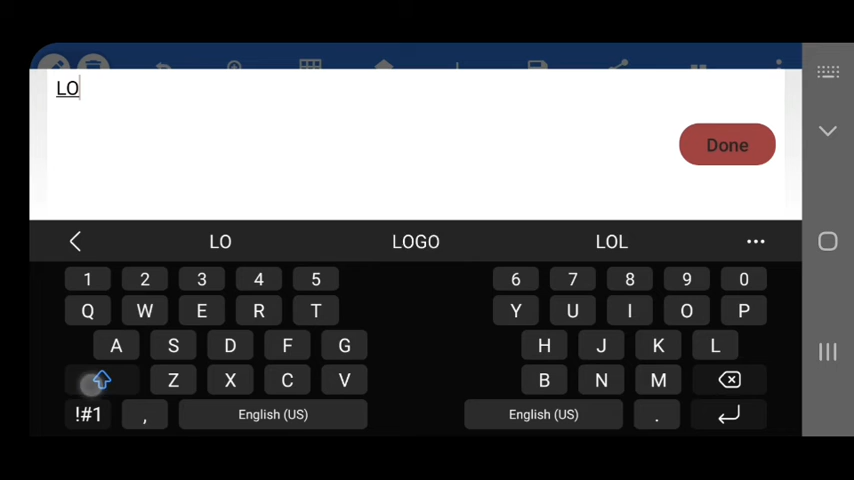 LO
Done
LO LOGO LOL
1 2 3 4 5 6 7 8 9 0
Q W E R T Y U I O P
A S D F G H J K L
Z X C V B N M
!#1 , English (US) English (US) .